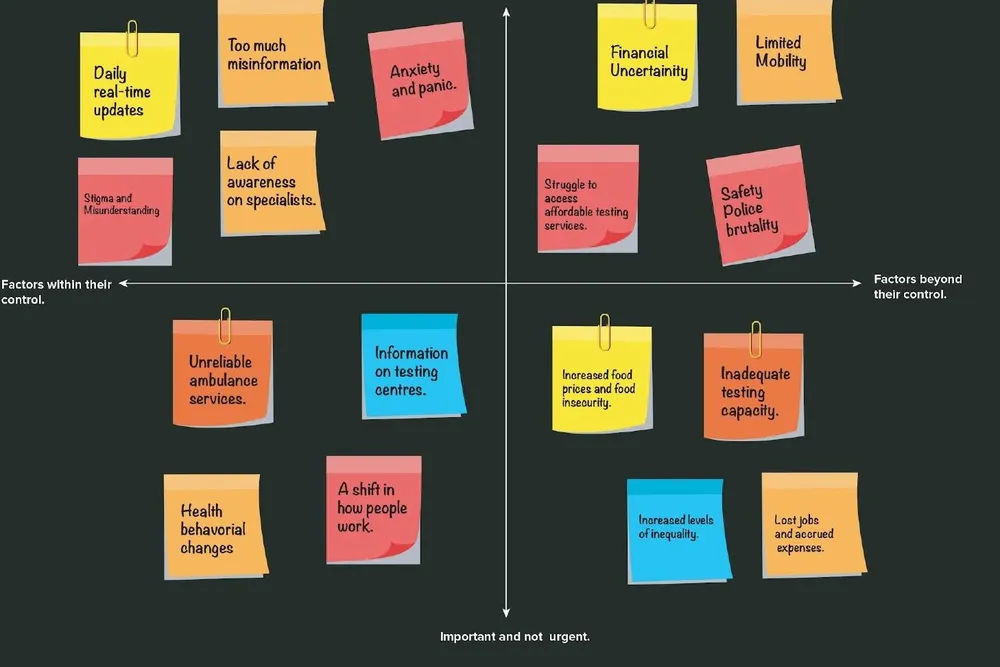 Daily
real-time
updates
Too much
misinformation
Anxiety
and panic.
Financial
Uncertainity
Limited
Mobility
Stigma and
Misunderstanding
Lack of
awareness
on specialists.
Struggle to
access
affordable testing
services.
Safety
Police
brutality
Factors within their
control.
Factors beyond
their control.
Unreliable
ambulance
services.
Information
on testing
centres.
Increased food
prices and food
insecurity.
Inadequate
testing
capacity.
Health
behavorial
changes
A shift in
how people
work.
Increased levels
of inequality.
Lost jobs
and accrued
expenses.
Important and not urgent.